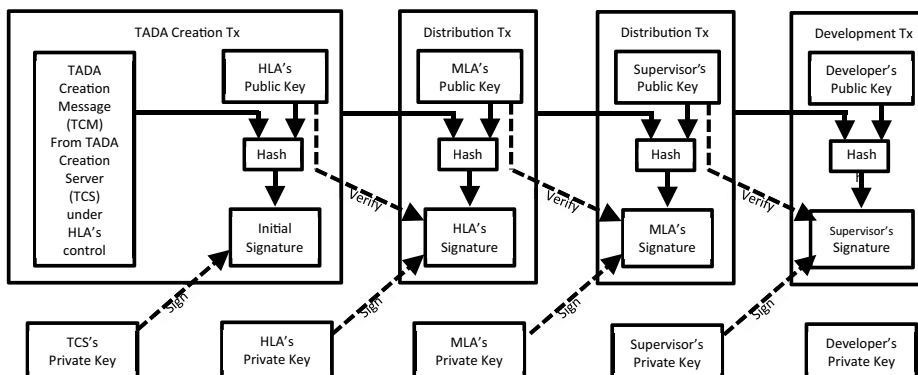 TADA Creation Tx
TADA
Creation
Message
(TCM)
From TADA
Creation
Server
(TCS)
under
HLA's
control
HLA's
Public Key
Hash
Initial
Signature
Distribution Tx
MLA's
Public Key
Hash
Verify
HLA's
Signature
Distribution Tx
Supervisor's
Public Key
Hash
Verify
MLA's
Signature
Development Tx
Developer's
Public Key
Hash
H
Verify
Supervisor's
Signature
Sign
Sign
Sign
Sign
TCS's
Private Key
HLA's
Private Key
MLA's
Private Key
Supervisor's
Private Key
Developer's
Private Key